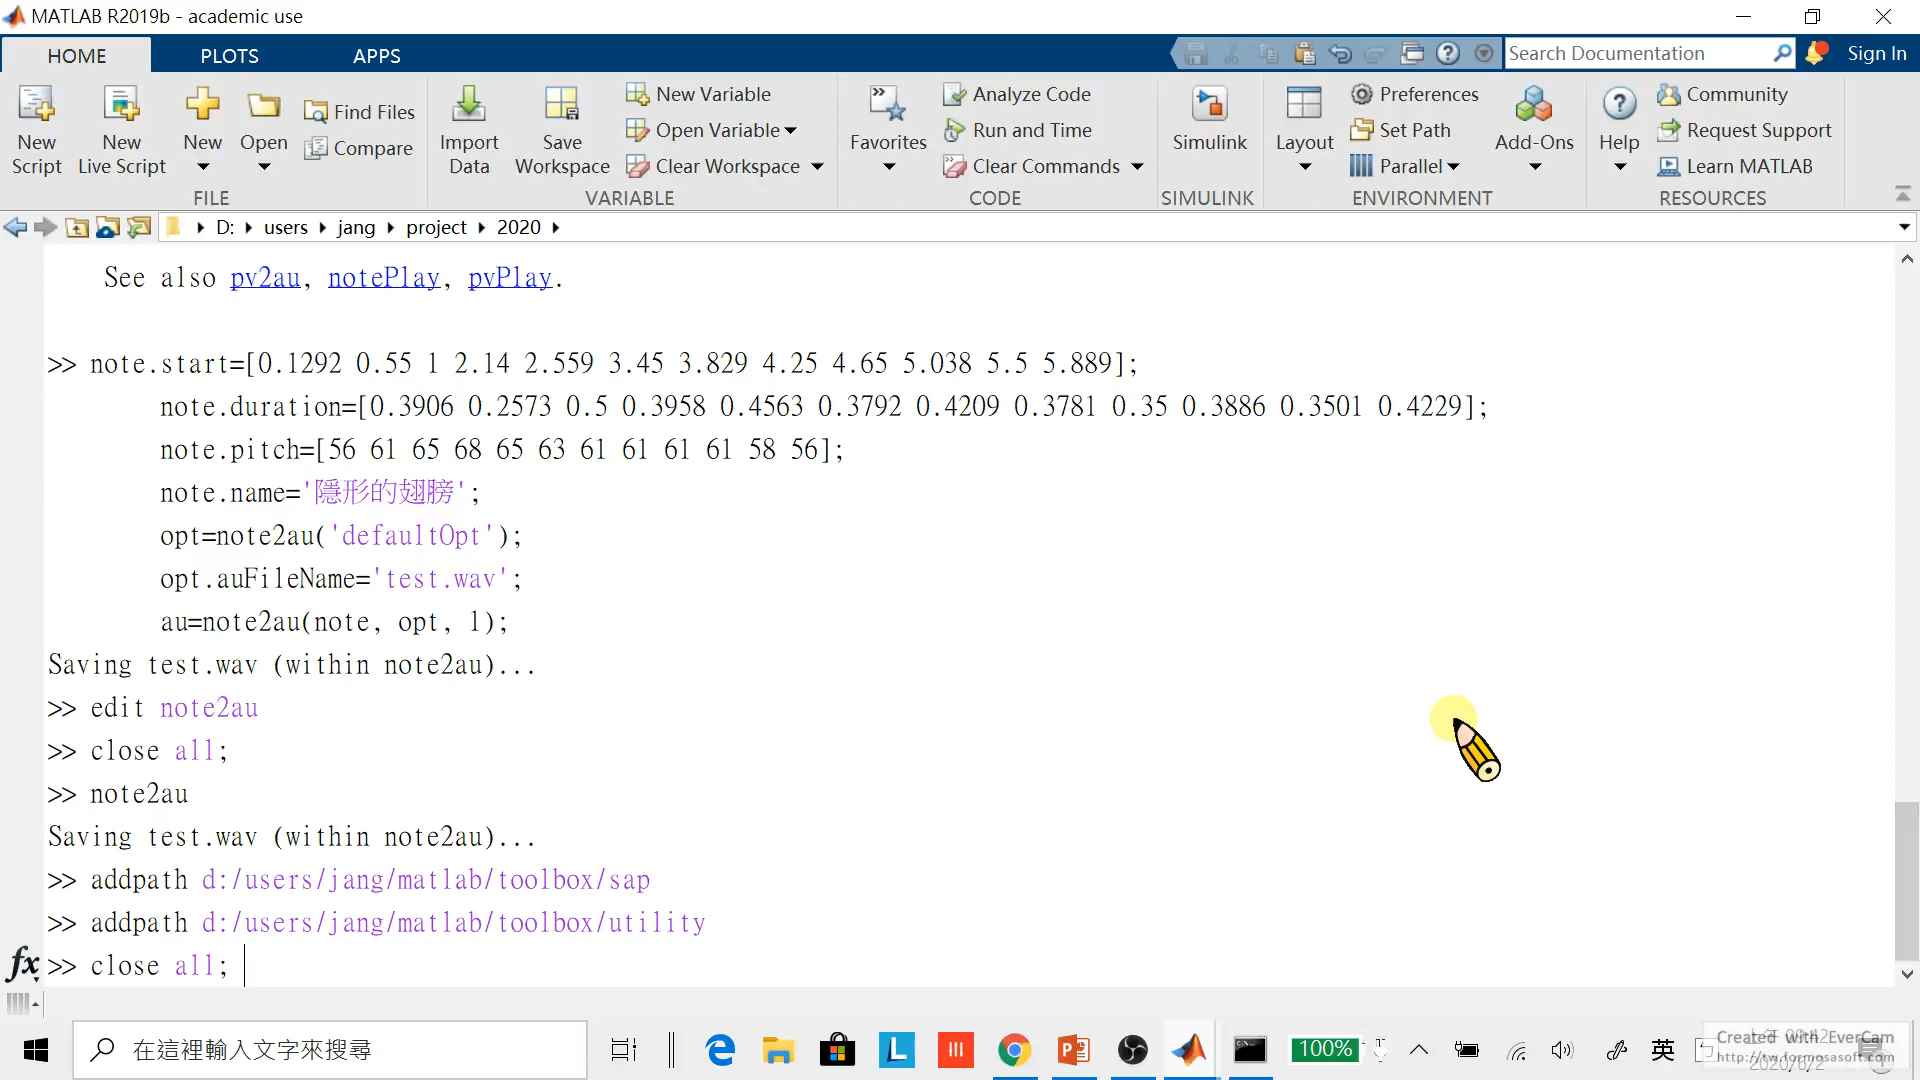 MATLAB R2019b - academic use
HOME PLOTS APPS
Search Documentation
Sign In
New Script
New Live Script
New
Open
Find Files
Compare
FILE
Import Data
Save Workspace
New Variable
Open Variable
Clear Workspace
VARIABLE
Favorites
Analyze Code
Run and Time
Clear Commands
CODE
Simulink
SIMULINK
Layout
Preferences
Set Path
Parallel
Add-Ons
ENVIRONMENT
Help
Community
Request Support
Learn MATLAB
RESOURCES
D: users jang project 2020
See also pv2au, notePlay, pvPlay.
>> note.start=[0.1292 0.55 1 2.14 2.559 3.45 3.829 4.25 4.65 5.038 5.5 5.889];
note.duration=[0.3906 0.2573 0.5 0.3958 0.4563 0.3792 0.4209 0.3781 0.35 0.3886 0.3501 0.4229];
note.pitch=[56 61 65 68 65 63 61 61 61 61 58 56];
note.name='隱形的翅膀';
opt=note2au('defaultOpt');
opt.auFileName='test.wav';
au=note2au(note, opt, 1);
Saving test.wav (within note2au)...
>> edit note2au
>> close all;
>> note2au
Saving test.wav (within note2au)...
>> addpath d:/users/jang/matlab/toolbox/sap
>> addpath d:/users/jang/matlab/toolbox/utility
fx >> close all;
在這裡輸入文字來搜尋
100%
英
Created with EverCam
http://tw.formosasoft.com
2020/6/2